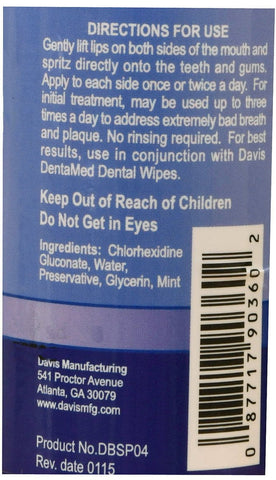 DIRECTIONS FOR USE
Gently lift lips on both sides of the mouth and
spritz directly onto the teeth and gums.
Apply to each side once or twice a day. For
initial treatment, may be used up to three
times a day to address extremely bad breath
and plaque. No rinsing required. For best
results, use in conjunction with Davis
DentaMed Dental Wipes.
Keep Out of Reach of Children
Do Not Get in Eyes
Ingredients: Chlorhexidine
Gluconate, Water,
Preservative, Glycerin, Mint
Davis Manufacturing
541 Proctor Avenue
Atlanta, GA 30079
www.davismfg.com
Product No.DBSP04
Rev. date 0115
0 87717 90360 2